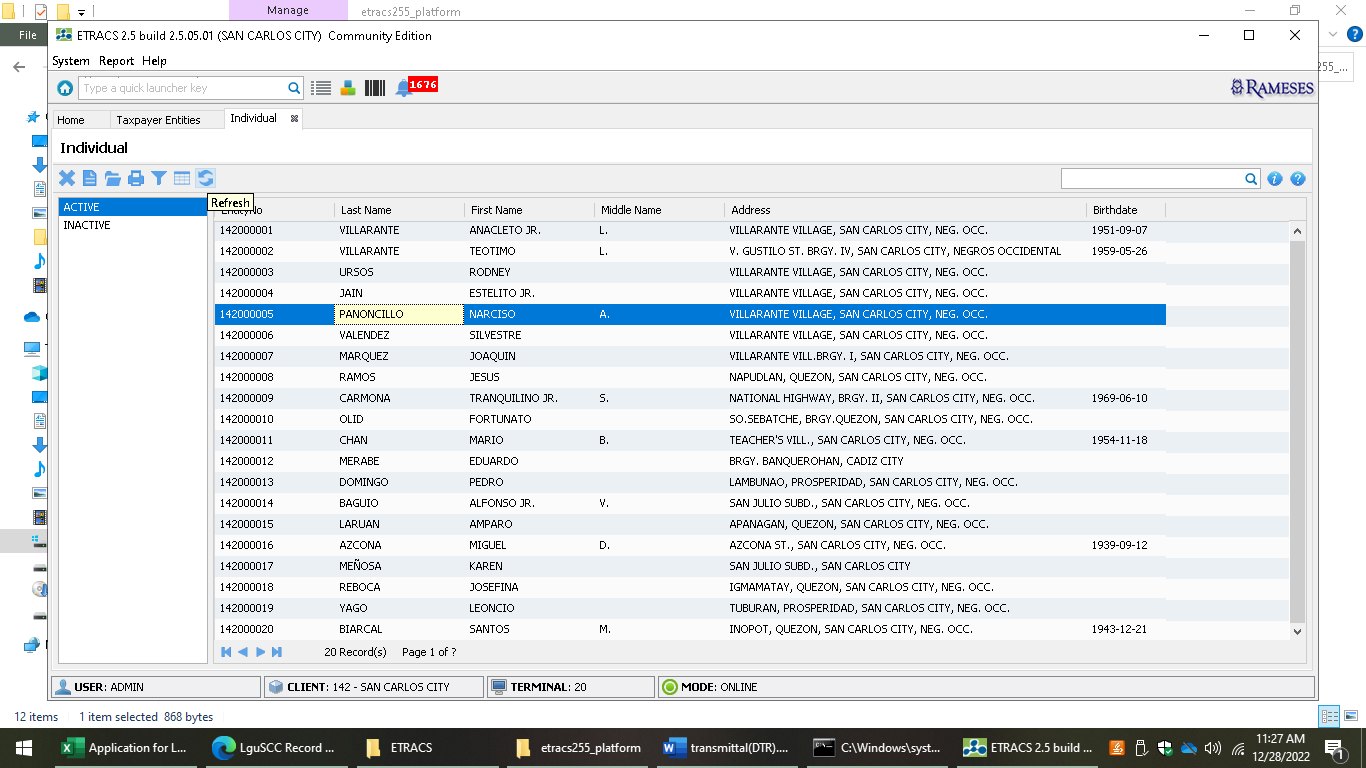 Manage
etracs255_platform
File
ETRACS 2.5 build 2.5.05.01 (SAN CARLOS CITY) Community Edition
System Report Help
Type a quick launcher key
1676
RAMESES
55_...
Home
Taxpayer Entities
Individual
Individual
Refresh
ACTIVE
INACTIVE
Last Name First Name Middle Name Address Birthdate
142000001 VILLARANTE ANACLETO JR. L. VILLARANTE VILLAGE, SAN CARLOS CITY, NEG. OCC. 1951-09-07
142000002 VILLARANTE TEOTIMO L. V. GUSTILO ST. BRGY. IV, SAN CARLOS CITY, NEGROS OCCIDENTAL 1959-05-26
142000003 URSOS RODNEY VILLARANTE VILLAGE, SAN CARLOS CITY, NEG. OCC.
142000004 JAIN ESTELITO JR. VILLARANTE VILLAGE, SAN CARLOS CITY, NEG. OCC.
142000005 PANONCILLO NARCISO A. VILLARANTE VILLAGE, SAN CARLOS CITY, NEG. OCC.
142000006 VALENDEZ SILVESTRE VILLARANTE VILLAGE, SAN CARLOS CITY, NEG. OCC.
142000007 MARQUEZ JOAQUIN VILLARANTE VILL.BRGY. I, SAN CARLOS CITY, NEG. OCC.
142000008 RAMOS JESUS NAPUDLAN, QUEZON, SAN CARLOS CITY, NEG. OCC.
142000009 CARMONA TRANQUILINO JR. S. NATIONAL HIGHWAY, BRGY. II, SAN CARLOS CITY, NEG. OCC. 1969-06-10
142000010 OLID FORTUNATO SO.SEBATCHE, BRGY.QUEZON, SAN CARLOS CITY, NEG. OCC.
142000011 CHAN MARIO B. TEACHER'S VILL., SAN CARLOS CITY, NEG. OCC. 1954-11-18
142000012 MERABE EDUARDO BRGY. BANQUEROHAN, CADIZ CITY
142000013 DOMINGO PEDRO LAMBUNAO, PROSPERIDAD, SAN CARLOS CITY, NEG. OCC.
142000014 BAGUIO ALFONSO JR. V. SAN JULIO SUBD., SAN CARLOS CITY, NEG. OCC.
142000015 LARUAN AMPARO APANAGAN, QUEZON, SAN CARLOS CITY, NEG. OCC.
142000016 AZCONA MIGUEL D. AZCONA ST., SAN CARLOS CITY, NEG. OCC. 1939-09-12
142000017 MEÑOSA KAREN SAN JULIO SUBD., SAN CARLOS CITY
142000018 REBOCA JOSEFINA IGMAMATAY, QUEZON, SAN CARLOS CITY, NEG. OCC.
142000019 YAGO LEONCIO TUBURAN, PROSPERIDAD, SAN CARLOS CITY, NEG. OCC.
142000020 BIARCAL SANTOS M. INOPOT, QUEZON, SAN CARLOS CITY, NEG. OCC. 1943-12-21
20 Record(s) Page 1 of ?
USER: ADMIN
CLIENT: 142 - SAN CARLOS CITY
TERMINAL: 20
MODE: ONLINE
12 items 1 item selected 868 bytes
Application for L...
LguSCC Record ...
ETRACS
etracs255_platform
transmittal(DTR)....
C:\Windows\syst...
ETRACS 2.5 build ...
11:27 AM
12/28/2022
1